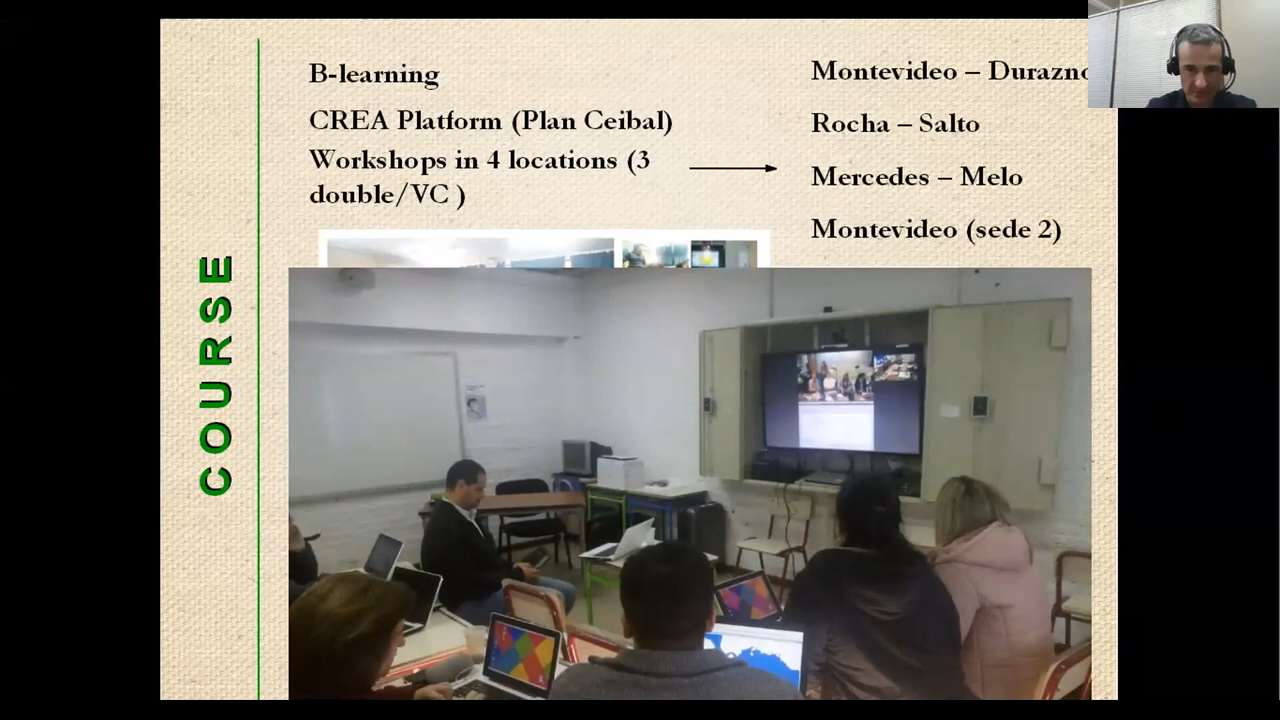 COURSE
B-learning
CREA Platform (Plan Ceibal)
Workshops in 4 locations (3
double/VC )
Montevideo – Durazno
Rocha – Salto
Mercedes – Melo
Montevideo (sede 2)